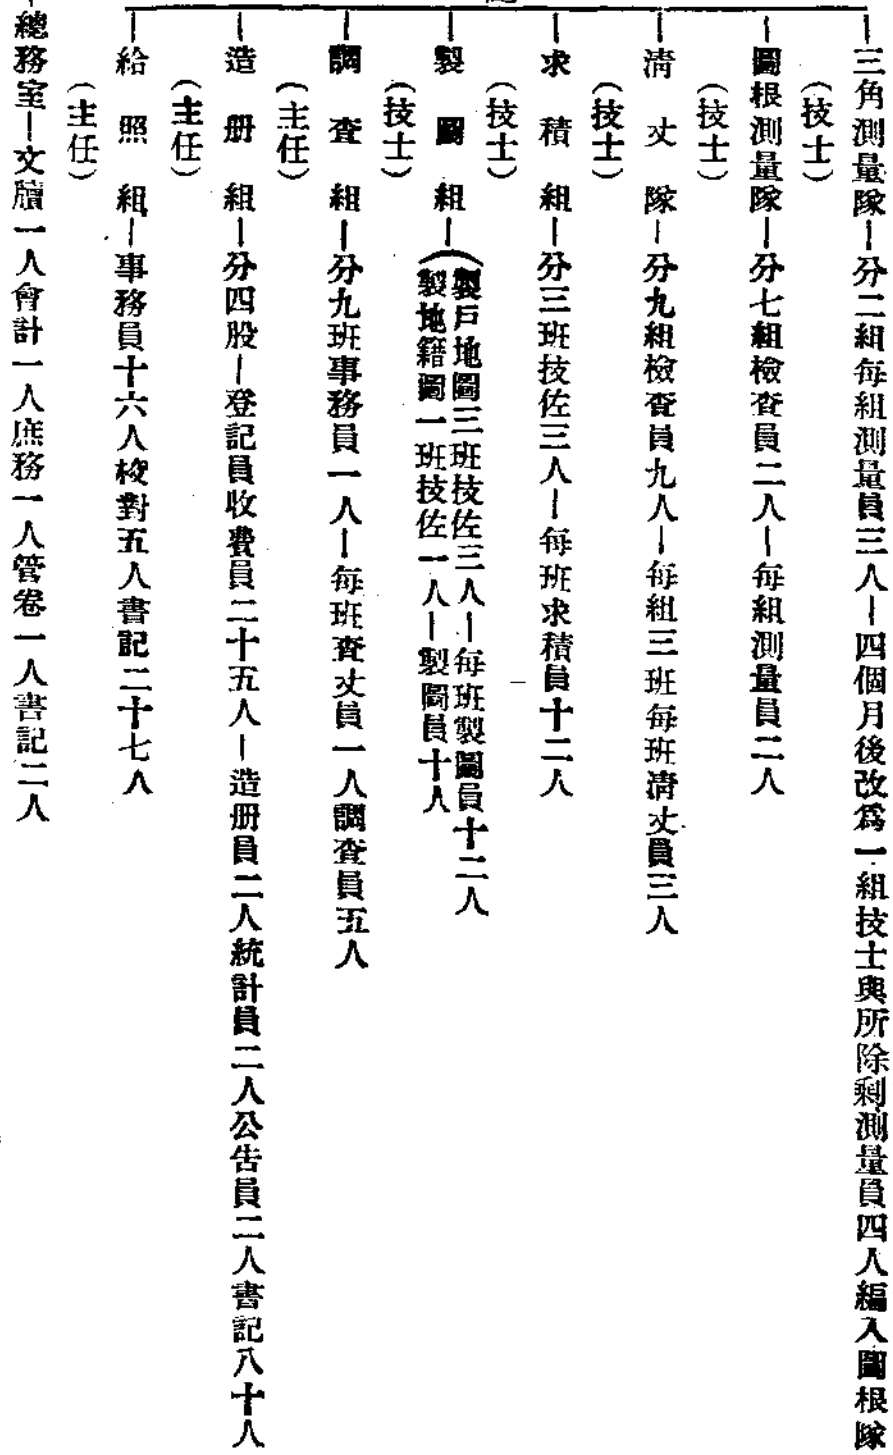 三角測量隊—分二組每組測量員三人—四個月後改爲一組技士與所除剩測量員四人編入圖根隊
(技士)
圖根測量隊—分七組檢查員二人—每組測量員二人
(技士)
清丈隊—分九組檢查員九人—每組三班每班清丈員三人
(技士)
求積組—分三班技佐三人—每班求積員十二人
(技士)
製圖組—(製戶地圖三班技佐三人—每班製圖員十二人
製地籍圖一班技佐一人—製圖員十人
(技士)
調查組—分九班事務員一人—每班查丈員一人調查員五人
(主任)
造册組—分四股—登記員收費員二十五人—造册員二人統計員二人公告員二人書記八十人
(主任)
給照組—事務員十六人校對五人書記二十七人
(主任)
總務室—文牘一人會計一人庶務一人管卷一人書記二人